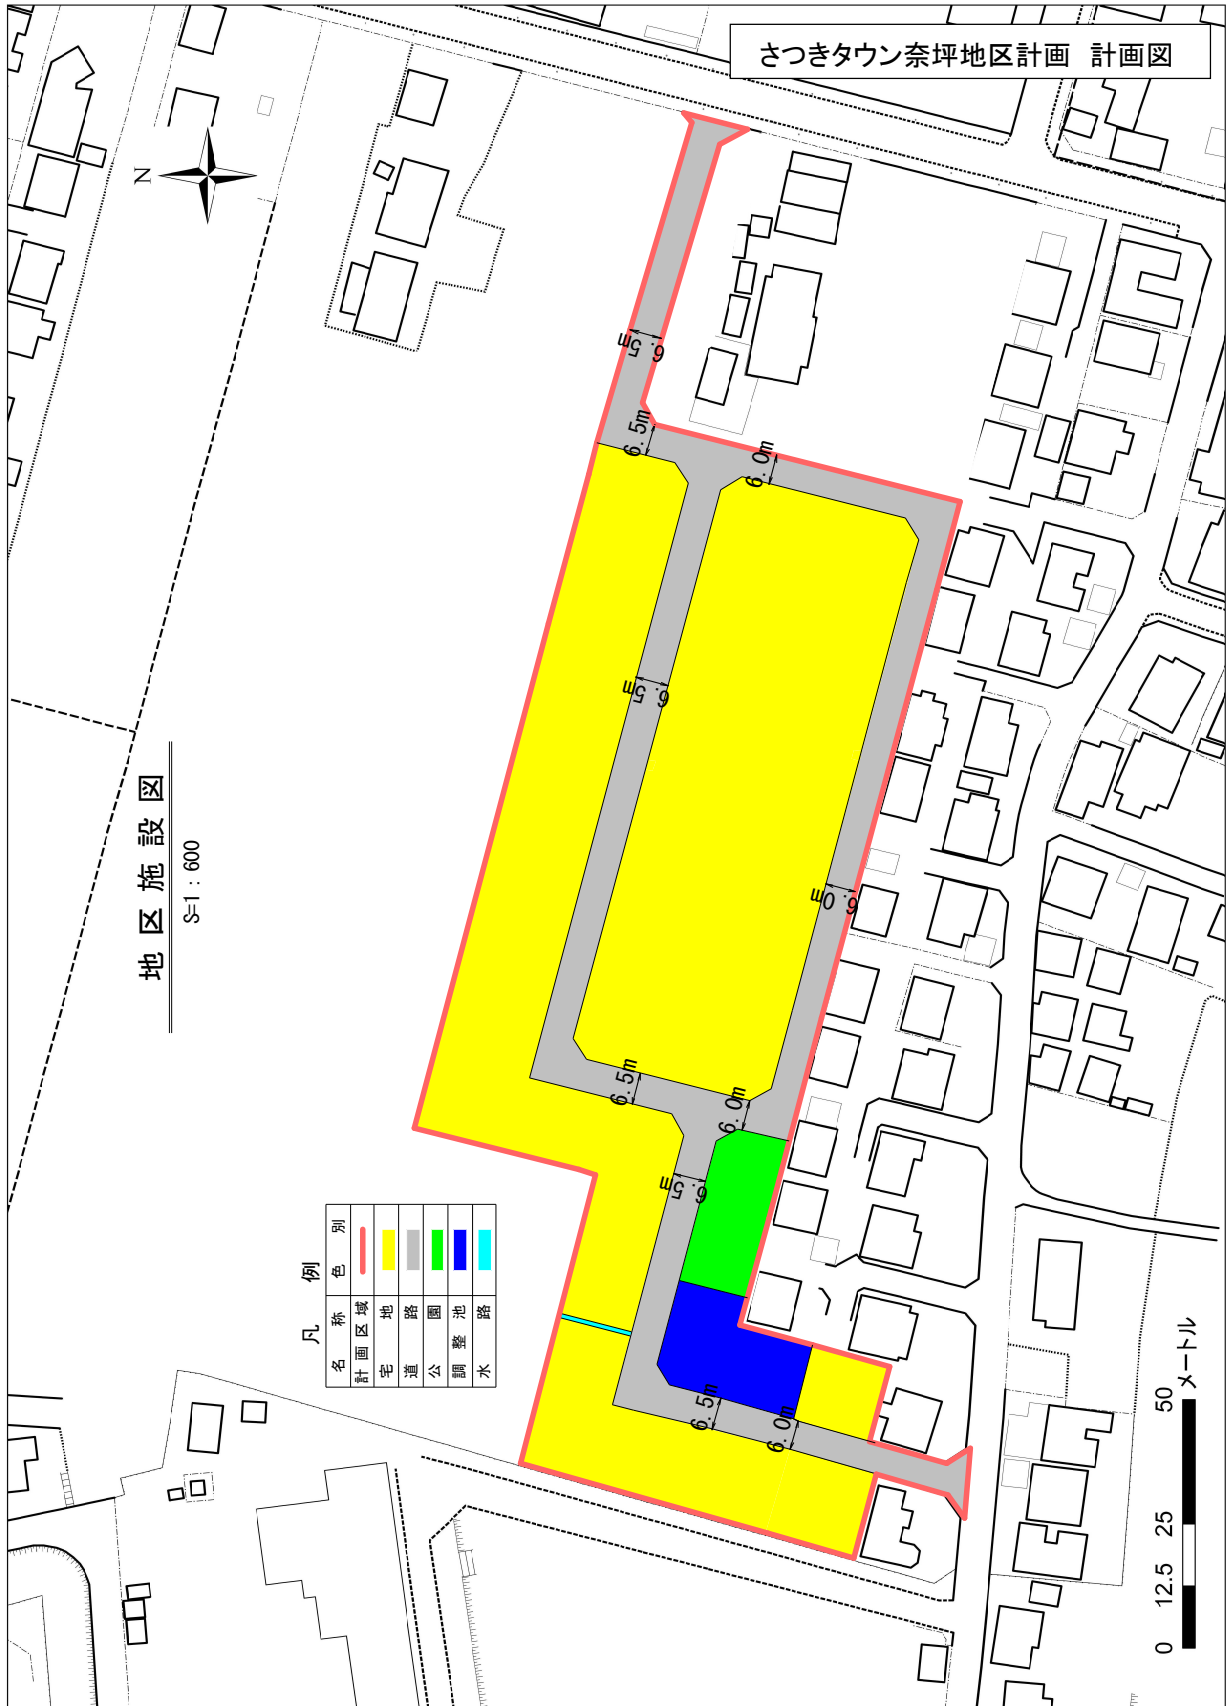 さつきタウン奈坪地区計画 計画図
N
地区施設図
S=1：600
6.5m
6.5m
6.0m
6.5m
6.0m
6.5m
6.0m
6.5m
6.5m
6.0m
凡 例
名 称 色 別
計画区域
宅 地
道 路
公 園
調整池
水 路
0 12.5 25 50
メートル